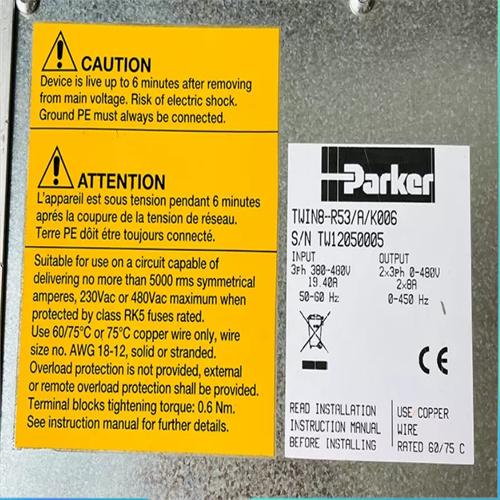 CAUTION
Device is live up to 6 minutes after removing
from main voltage. Risk of electric shock.
Ground PE must always be connected.
ATTENTION
L'appareil est sous tension pendant 6 minutes
aprás la coupure de la tension de réseau.
Terre PE dôit être toujours connecté.
Suitable for use on a circuit capable of
delivering no more than 5000 rms symmetrical
amperes, 230Vac or 480Vac maximum when
protected by class RK5 fuses rated.
Use 60/75°C or 75°C copper wire only, wire
size no. AWG 18-12, solid or stranded.
Overload protection is not provided, external
or remote overload protection shall be provided.
Terminal blocks tightening torque: 0.6 Nm.
See instruction manual for further details.
Parker
TWIN8-R53/A/K006
S/N TW12050005
INPUT OUTPUT
3ph 380-480V 2x3ph 0-480V
19.40A 2x8A
50-60 Hz 0-450 Hz
CE
READ INSTALLATION USE COPPER
INSTRUCTION MANUAL WIRE
BEFORE INSTALLING RATED 60/75 C